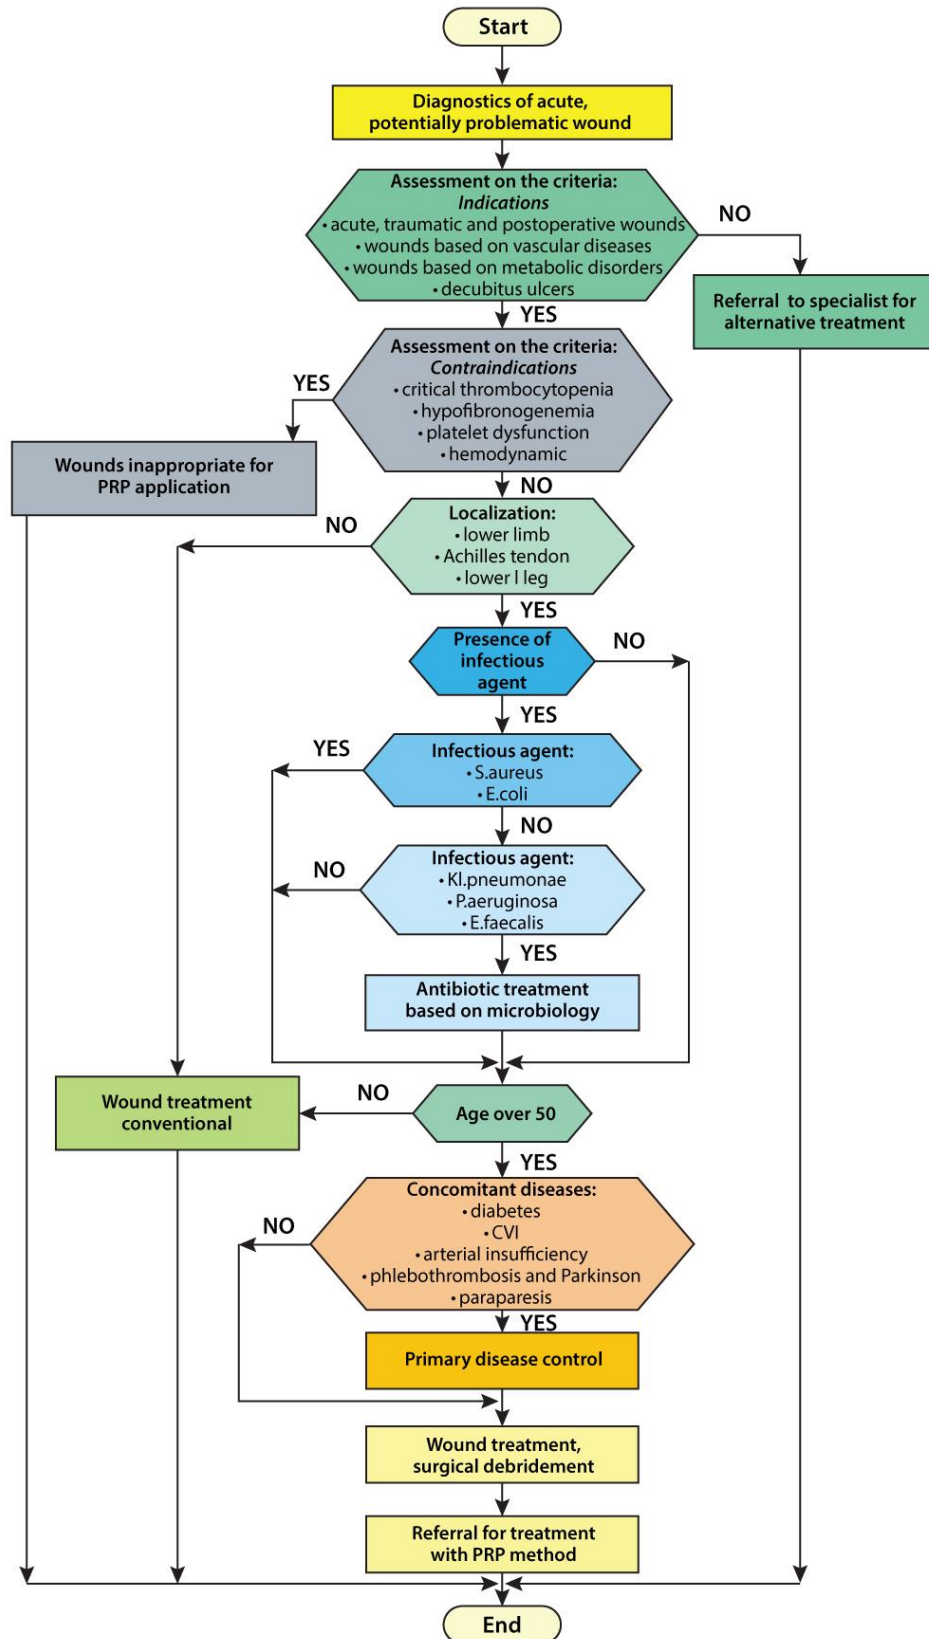 Start
Diagnostics of acute,
potentially problematic wound
Assessment on the criteria:
Indications
• acute, traumatic and postoperative wounds
• wounds based on vascular diseases
• wounds based on metabolic disorders
• decubitus ulcers
NO
Referral to specialist for
alternative treatment
YES
Assessment on the criteria:
Contraindications
• critical thrombocytopenia
• hypofibronogenemia
• platelet dysfunction
• hemodynamic
YES
Wounds inappropriate for
PRP application
NO
Localization:
• lower limb
• Achilles tendon
• lower l leg
NO
YES
Presence of
infectious
agent
NO
YES
Infectious agent:
• S.aureus
• E.coli
YES
NO
Infectious agent:
• Kl.pneumonae
• P.aeruginosa
• E.faecalis
NO
YES
Antibiotic treatment
based on microbiology
Age over 50
NO
Wound treatment
conventional
YES
Concomitant diseases:
• diabetes
• CVI
• arterial insufficiency
• phlebothrombosis and Parkinson
• paraparesis
NO
YES
Primary disease control
Wound treatment,
surgical debridement
Referral for treatment
with PRP method
End